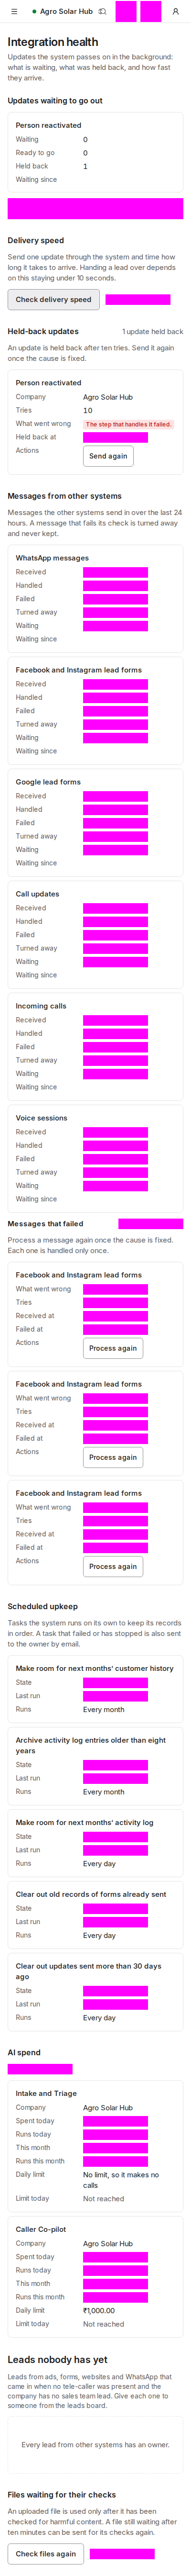 Agro Solar Hub
Integration health
Updates the system passes on in the background:
what is waiting, what was held back, and how fast
they arrive.
Updates waiting to go out
Person reactivated
Waiting 0
Ready to go 0
Held back 1
Waiting since
Delivery speed
Send one update through the system and time how
long it takes to arrive. Handing a lead over depends
on this staying under 10 seconds.
Check delivery speed
Held-back updates 1 update held back
An update is held back after ten tries. Send it again
once the cause is fixed.
Person reactivated
Company Agro Solar Hub
Tries 10
What went wrong The step that handles it failed.
Held back at
Actions Send again
Messages from other systems
Messages the other systems send in over the last 24
hours. A message that fails its check is turned away
and never kept.
WhatsApp messages
Received
Handled
Failed
Turned away
Waiting
Waiting since
Facebook and Instagram lead forms
Received
Handled
Failed
Turned away
Waiting
Waiting since
Google lead forms
Received
Handled
Failed
Turned away
Waiting
Waiting since
Call updates
Received
Handled
Failed
Turned away
Waiting
Waiting since
Incoming calls
Received
Handled
Failed
Turned away
Waiting
Waiting since
Voice sessions
Received
Handled
Failed
Turned away
Waiting
Waiting since
Messages that failed
Process a message again once the cause is fixed.
Each one is handled only once.
Facebook and Instagram lead forms
What went wrong
Tries
Received at
Failed at
Actions Process again
Facebook and Instagram lead forms
What went wrong
Tries
Received at
Failed at
Actions Process again
Facebook and Instagram lead forms
What went wrong
Tries
Received at
Failed at
Actions Process again
Scheduled upkeep
Tasks the system runs on its own to keep its records
in order. A task that failed or has stopped is also sent
to the owner by email.
Make room for next months' customer history
State
Last run
Runs Every month
Archive activity log entries older than eight
years
State
Last run
Runs Every month
Make room for next months' activity log
State
Last run
Runs Every day
Clear out old records of forms already sent
State
Last run
Runs Every day
Clear out updates sent more than 30 days
ago
State
Last run
Runs Every day
AI spend
Intake and Triage
Company Agro Solar Hub
Spent today
Runs today
This month
Runs this month
Daily limit No limit, so it makes no
calls
Limit today Not reached
Caller Co-pilot
Company Agro Solar Hub
Spent today
Runs today
This month
Runs this month
Daily limit ₹1,000.00
Limit today Not reached
Leads nobody has yet
Leads from ads, forms, websites and WhatsApp that
came in when no tele-caller was present and the
company has no sales team lead. Give each one to
someone from the leads board.
Every lead from other systems has an owner.
Files waiting for their checks
An uploaded file is used only after it has been
checked for harmful content. A file still waiting after
ten minutes can be sent for its checks again.
Check files again